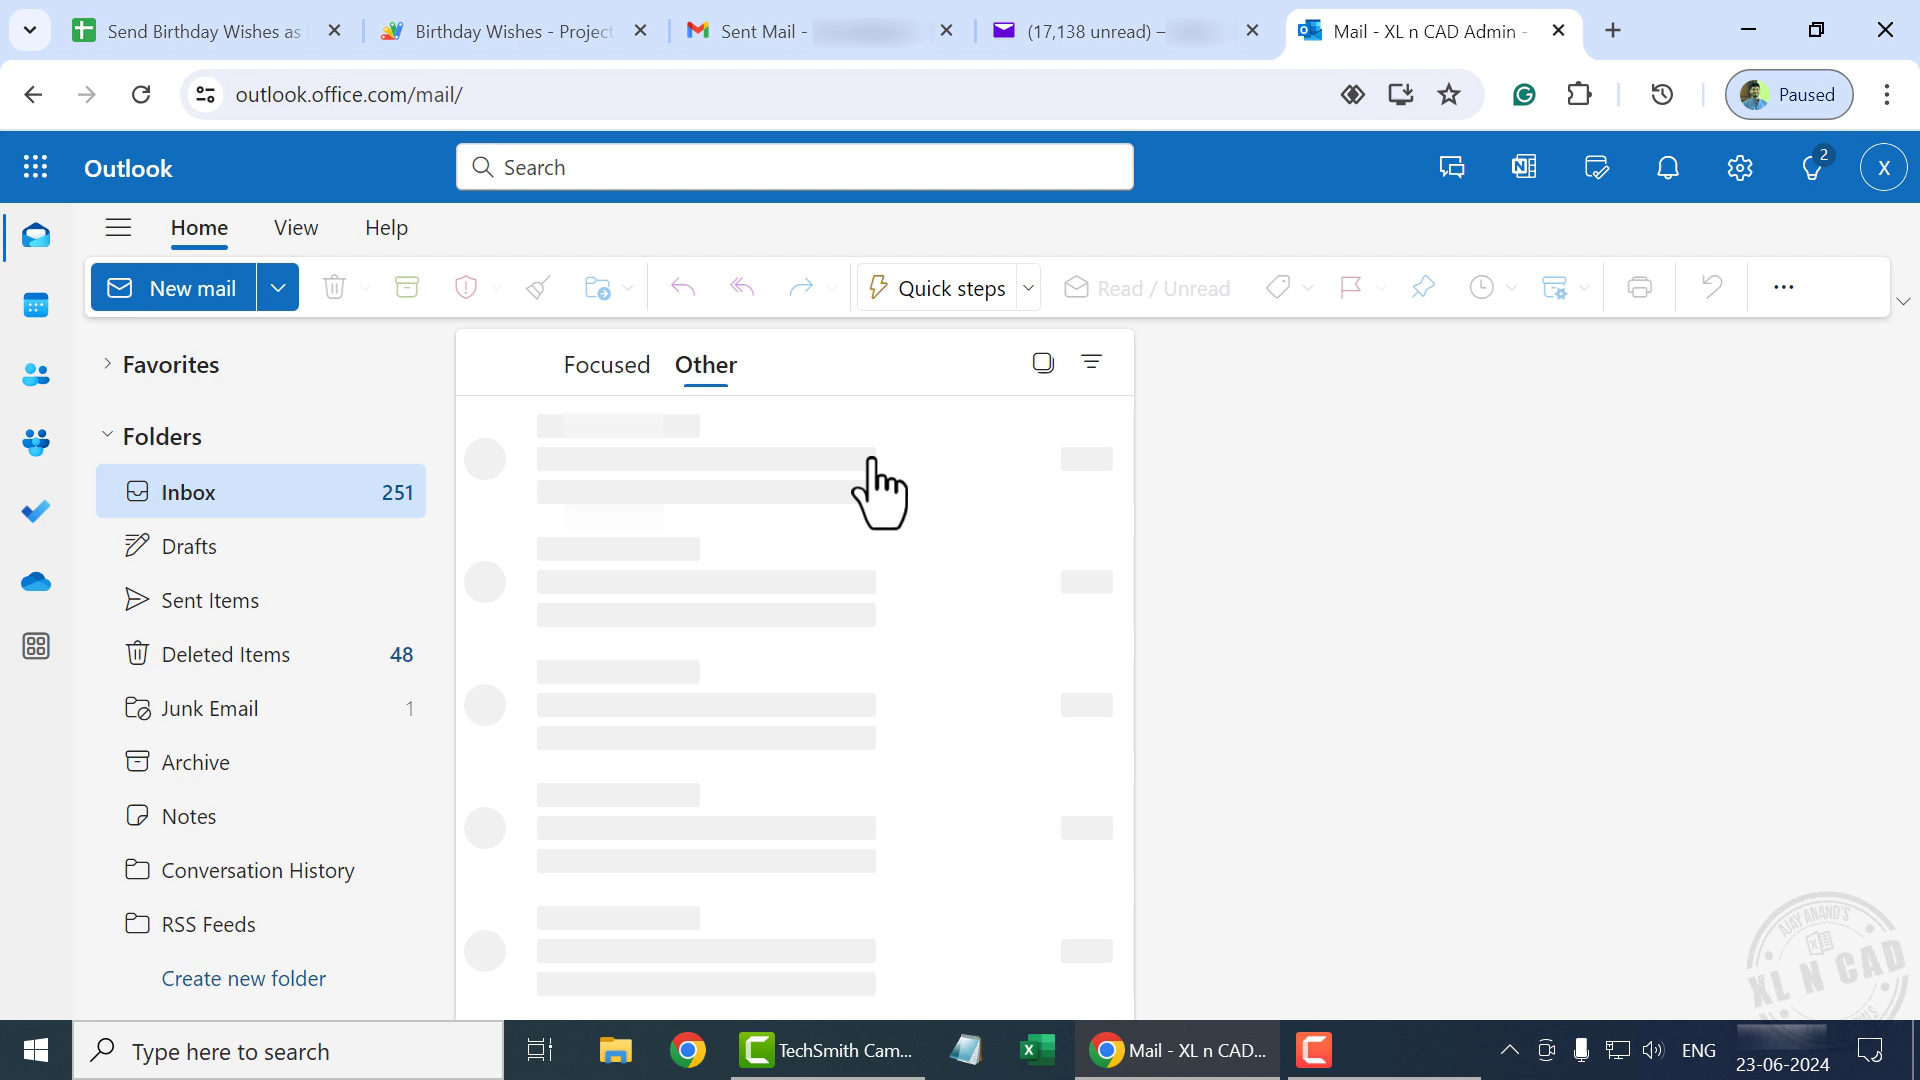 Send Birthday Wishes as
Birthday Wishes - Project
Sent Mail -
(17,138 unread) –
Mail - XL n CAD Admin -
outlook.office.com/mail/
Paused
Outlook
Search
2
X
Home
View
Help
New mail
Quick steps
Read / Unread
Favorites
Focused
Other
Folders
Inbox
251
Drafts
Sent Items
Deleted Items
48
Junk Email
1
Archive
Notes
Conversation History
RSS Feeds
Create new folder
AJAY ANAND'S
XL N CAD
Type here to search
TechSmith Cam...
Mail - XL n CAD...
ENG
23-06-2024